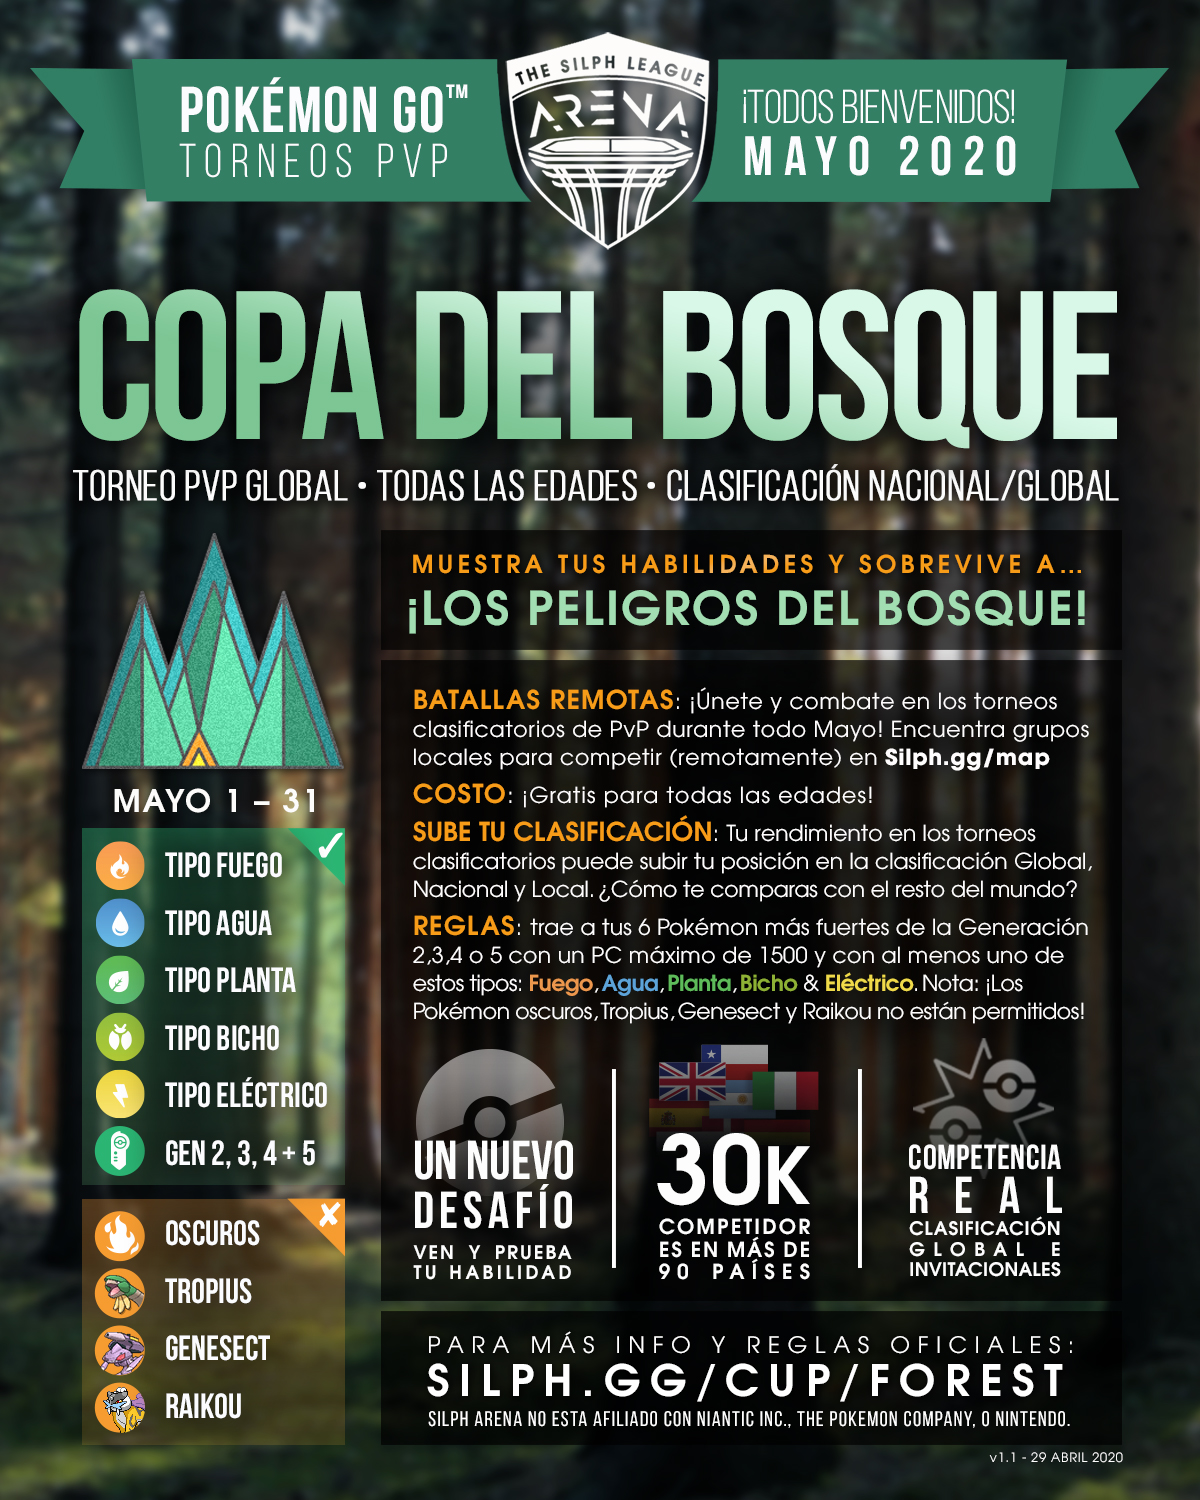 THE SILPH LEAGUE
ARENA
POKÉMON GO™
TORNEOS PVP
¡TODOS BIENVENIDOS!
MAYO 2020
COPA DEL BOSQUE
TORNEO PVP GLOBAL • TODAS LAS EDADES • CLASIFICACIÓN NACIONAL/GLOBAL
MAYO 1 – 31
TIPO FUEGO
TIPO AGUA
TIPO PLANTA
TIPO BICHO
TIPO ELÉCTRICO
GEN 2, 3, 4 + 5
OSCUROS
TROPIUS
GENESECT
RAIKOU
MUESTRA TUS HABILIDADES Y SOBREVIVE A...
¡LOS PELIGROS DEL BOSQUE!
BATALLAS REMOTAS: ¡Únete y combate en los torneos
clasificatorios de PvP durante todo Mayo! Encuentra grupos
locales para competir (remotamente) en Silph.gg/map
COSTO: ¡Gratis para todas las edades!
SUBE TU CLASIFICACIÓN: Tu rendimiento en los torneos
clasificatorios puede subir tu posición en la clasificación Global,
Nacional y Local. ¿Cómo te comparas con el resto del mundo?
REGLAS: trae a tus 6 Pokémon más fuertes de la Generación
2,3,4 o 5 con un PC máximo de 1500 y con al menos uno de
estos tipos: Fuego, Agua, Planta, Bicho & Eléctrico. Nota: ¡Los
Pokémon oscuros, Tropius, Genesect y Raikou no están permitidos!
UN NUEVO
DESAFÍO
VEN Y PRUEBA
TU HABILIDAD
30K
COMPETIDOR
ES EN MÁS DE
90 PAÍSES
COMPETENCIA
REAL
CLASIFICACIÓN
GLOBAL E
INVITACIONALES
PARA MÁS INFO Y REGLAS OFICIALES:
SILPH.GG/CUP/FOREST
SILPH ARENA NO ESTA AFILIADO CON NIANTIC INC., THE POKEMON COMPANY, O NINTENDO.
v1.1 - 29 ABRIL 2020